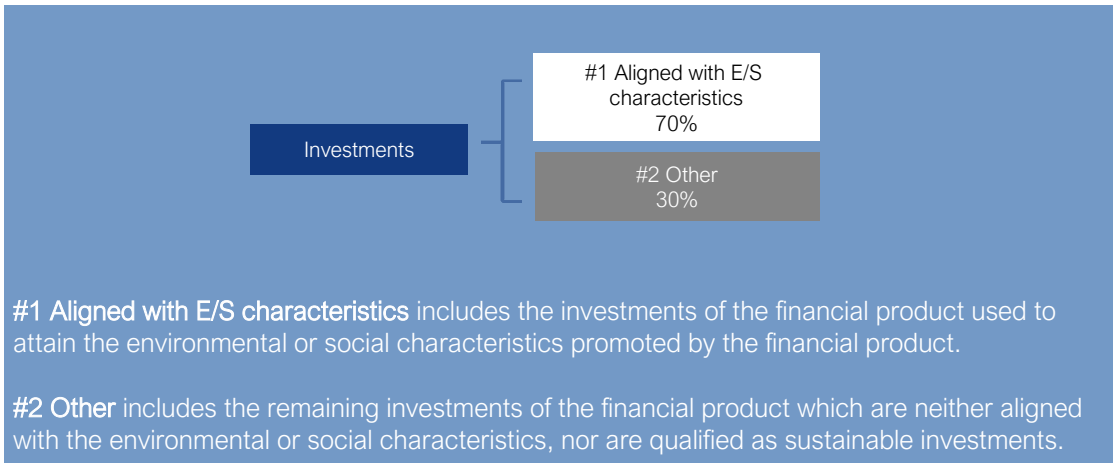 #1 Aligned with E/S
characteristics
70%
Investments
#2 Other
30%
#1 Aligned with E/S characteristics includes the investments of the financial product used to
attain the environmental or social characteristics promoted by the financial product.
#2 Other includes the remaining investments of the financial product which are neither aligned
with the environmental or social characteristics, nor are qualified as sustainable investments.